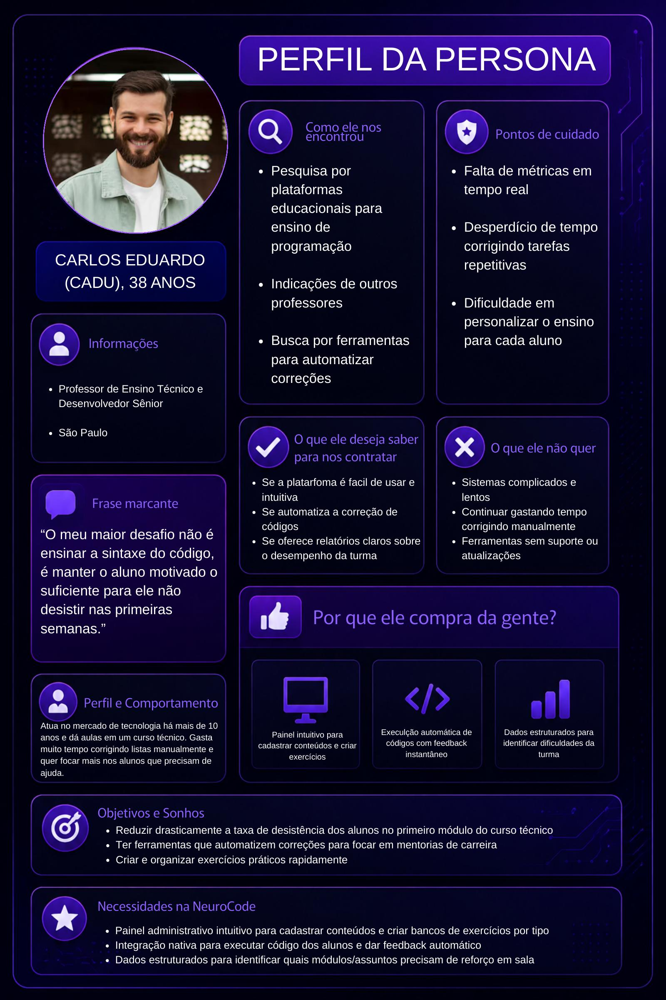 PERFIL DA PERSONA
CARLOS EDUARDO
(CADU), 38 ANOS
Informações
• Professor de Ensino Técnico e
Desenvolvedor Sênior
• São Paulo
Frase marcante
“O meu maior desafio não é
ensinar a sintaxe do código,
é manter o aluno motivado o
suficiente para ele não
desistir nas primeiras
semanas.”
Perfil e Comportamento
Atua no mercado de tecnologia há mais de 10
anos e dá aulas em um curso técnico. Gasta
muito tempo corrigindo listas manualmente e
quer focar mais nos alunos que precisam de
ajuda.
Como ele nos
encontrou
• Pesquisa por
plataformas
educacionais para
ensino de
programação
• Indicações de outros
professores
• Busca por ferramentas
para automatizar
correções
Pontos de cuidado
• Falta de métricas em
tempo real
• Desperdício de tempo
corrigindo tarefas
repetitivas
• Dificuldade em
personalizar o ensino
para cada aluno
O que ele deseja saber
para nos contratar
• Se a platarfoma é facil de usar e
intuitiva
• Se automatiza a correção de
códigos
• Se oferece relatórios claros sobre
o desempenho da turma
O que ele não quer
• Sistemas complicados e
lentos
• Continuar gastando tempo
corrigindo manualmente
• Ferramentas sem suporte ou
atualizações
Por que ele compra da gente?
Painel intuitivo para
cadastrar conteúdos e criar
exercícios
Execulção automática de
códigos com feedback
instantâneo
Dados estruturados para
identificar dificuldades da
turma
Objetivos e Sonhos
• Reduzir drasticamente a taxa de desistência dos alunos no primeiro módulo do curso técnico
• Ter ferramentas que automatizem correções para focar em mentorias de carreira
• Criar e organizar exercícios práticos rapidamente
Necessidades na NeuroCode
• Painel administrativo intuitivo para cadastrar conteúdos e criar bancos de exercícios por tipo
• Integração nativa para executar código dos alunos e dar feedback automático
• Dados estruturados para identificar quais módulos/assuntos precisam de reforço em sala